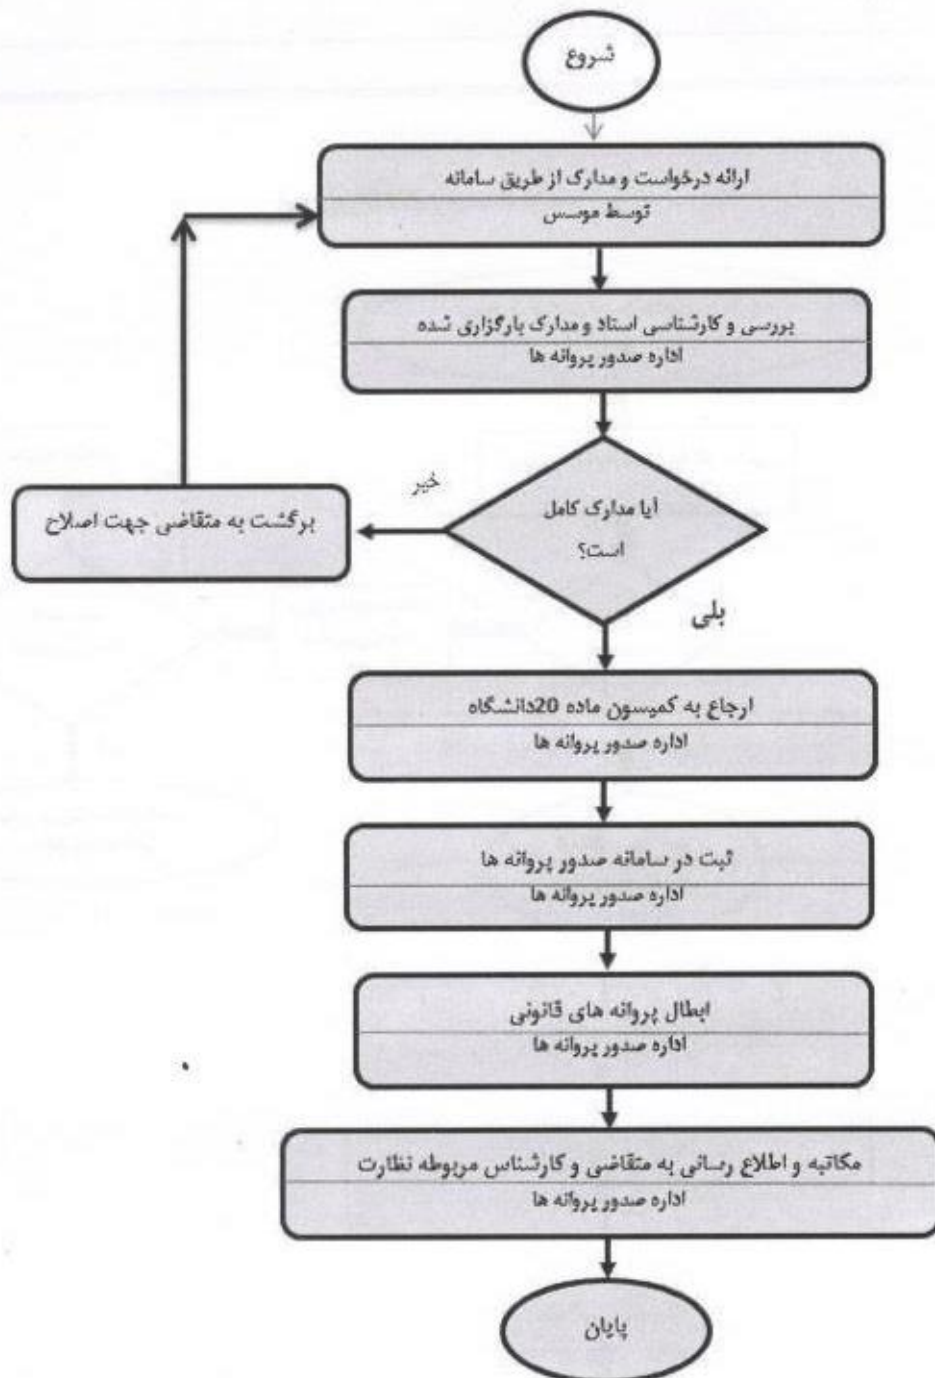 شروع
ارائه درخواست و مدارک از طریق سامانه
توسط موسس
بررسی و کارشناسی اسناد و مدارک بارگزاری شده
اداره صدور پروانه ها
آیا مدارک کامل
است؟
خیر
برگشت به متقاضی جهت اصلاح
بلی
ارجاع به کمیسون ماده 20دانشگاه
اداره صدور پروانه ها
ثبت در سامانه صدور پروانه ها
اداره صدور پروانه ها
ابطال پروانه های قانونی
اداره صدور پروانه ها
مکاتبه و اطلاع رسانی به متقاضی و کارشناس مربوطه نظارت
اداره صدور پروانه ها
پایان